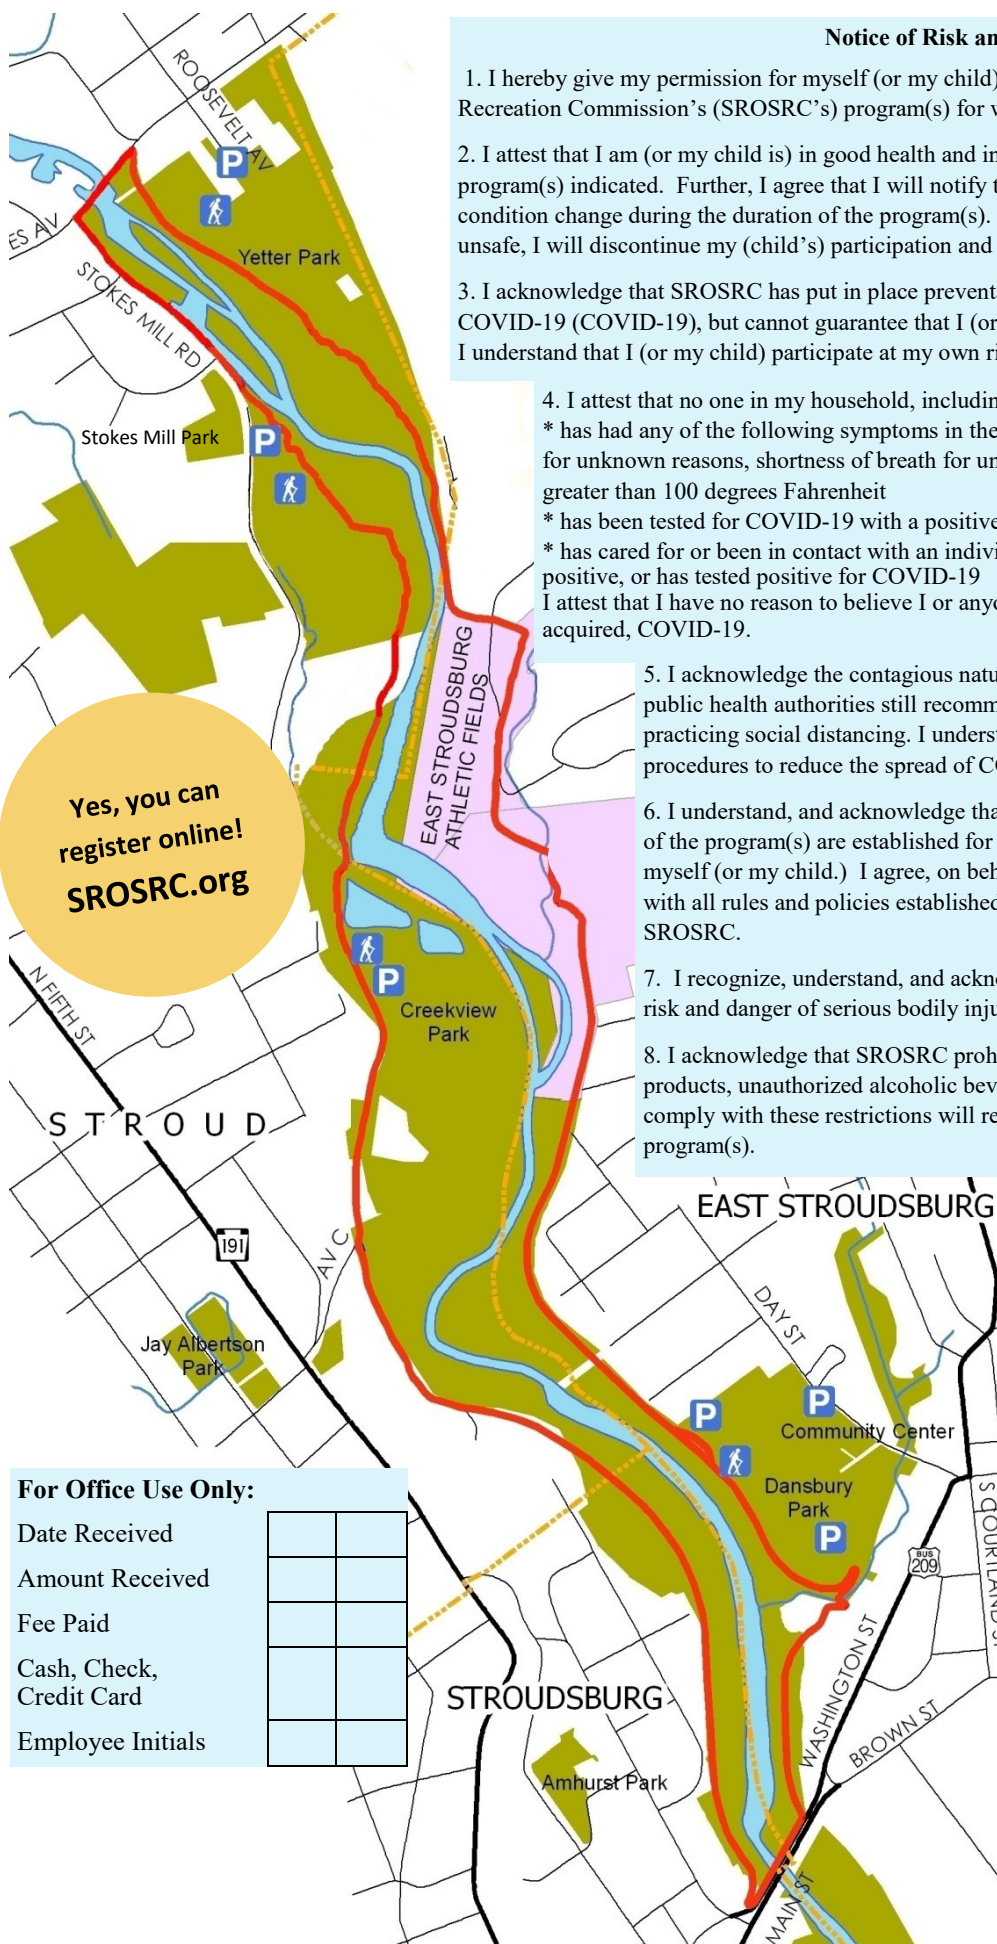 Notice of Risk an
1. I hereby give my permission for myself (or my child)
Recreation Commission's (SROSRC's) program(s) for
2. I attest that I am (or my child is) in good health and in
program(s) indicated.  Further, I agree that I will notify
condition change during the duration of the program(s).
unsafe, I will discontinue my (child's) participation and
3. I acknowledge that SROSRC has put in place prevent
COVID-19 (COVID-19), but cannot guarantee that I (or
I understand that I (or my child) participate at my own ri
4. I attest that no one in my household, includin
* has had any of the following symptoms in the
for unknown reasons, shortness of breath for un
greater than 100 degrees Fahrenheit
* has been tested for COVID-19 with a positive
* has cared for or been in contact with an indivi
positive, or has tested positive for COVID-19
I attest that I have no reason to believe I or anyo
acquired, COVID-19.
5. I acknowledge the contagious natu
public health authorities still recomm
practicing social distancing. I underst
procedures to reduce the spread of CO
6. I understand, and acknowledge tha
of the program(s) are established for
myself (or my child.)  I agree, on beh
with all rules and policies established
SROSRC.
7.  I recognize, understand, and ackno
risk and danger of serious bodily inju
8. I acknowledge that SROSRC proh
products, unauthorized alcoholic bev
comply with these restrictions will re
program(s).
ROOSEVELT AV
P
Yetter Park
ES AV
STOKES MILL RD
Stokes Mill Park
P
EAST STROUDSBURG
ATHLETIC FIELDS
Yes, you can
register online!
SROSRC.org
P
Creekview
Park
N FIFTH ST
STROUD
191
AV C
Jay Albertson
Park
EAST STROUDSBURG
DAY ST
P
P
Community Center
Dansbury
Park
P
BUS
209
S COURTLAND ST
WASHINGTON ST
BROWN ST
STROUDSBURG
Amhurst Park
MAIN ST
For Office Use Only:
Date Received
Amount Received
Fee Paid
Cash, Check,
Credit Card
Employee Initials